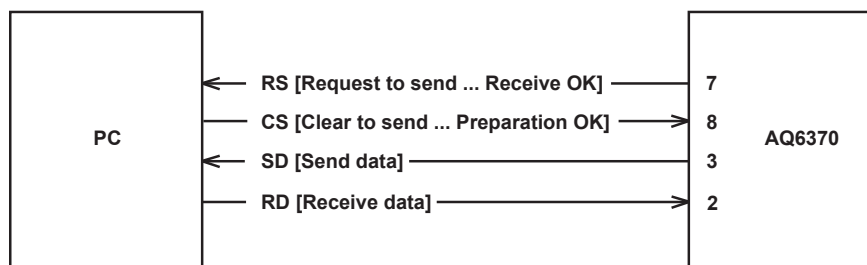 RS [Request to send ... Receive OK] 7
CS [Clear to send ... Preparation OK] 8
PC
AQ6370
SD [Send data] 3
RD [Receive data] 2